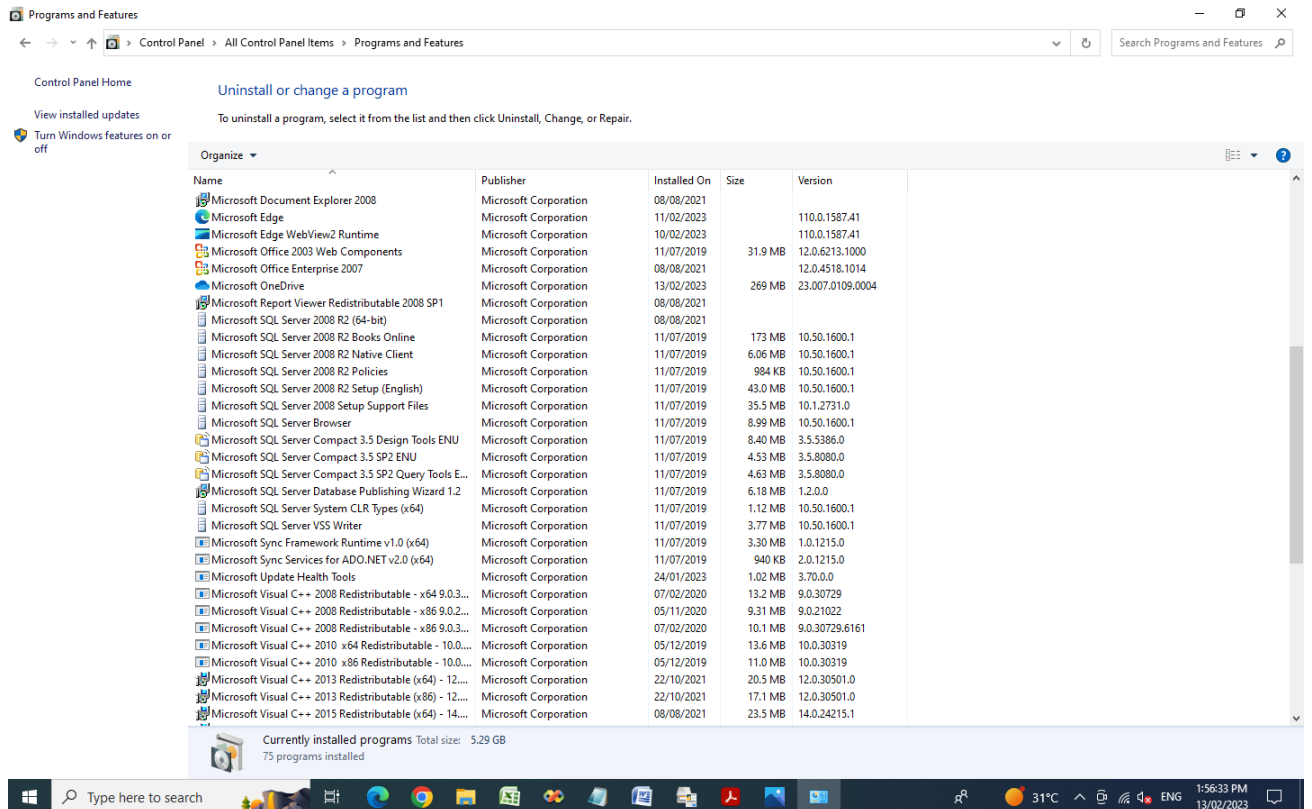 Programs and Features
Control Panel > All Control Panel Items > Programs and Features
Search Programs and Features
Control Panel Home
View installed updates
Turn Windows features on or
off
Uninstall or change a program
To uninstall a program, select it from the list and then click Uninstall, Change, or Repair.
Organize
Name Publisher Installed On Size Version
Microsoft Document Explorer 2008 Microsoft Corporation 08/08/2021
Microsoft Edge Microsoft Corporation 11/02/2023 110.0.1587.41
Microsoft Edge WebView2 Runtime Microsoft Corporation 10/02/2023 110.0.1587.41
Microsoft Office 2003 Web Components Microsoft Corporation 11/07/2019 31.9 MB 12.0.6213.1000
Microsoft Office Enterprise 2007 Microsoft Corporation 08/08/2021 12.0.4518.1014
Microsoft OneDrive Microsoft Corporation 13/02/2023 269 MB 23.007.0109.0004
Microsoft Report Viewer Redistributable 2008 SP1 Microsoft Corporation 08/08/2021
Microsoft SQL Server 2008 R2 (64-bit) Microsoft Corporation 08/08/2021
Microsoft SQL Server 2008 R2 Books Online Microsoft Corporation 11/07/2019 173 MB 10.50.1600.1
Microsoft SQL Server 2008 R2 Native Client Microsoft Corporation 11/07/2019 6.06 MB 10.50.1600.1
Microsoft SQL Server 2008 R2 Policies Microsoft Corporation 11/07/2019 984 KB 10.50.1600.1
Microsoft SQL Server 2008 R2 Setup (English) Microsoft Corporation 11/07/2019 43.0 MB 10.50.1600.1
Microsoft SQL Server 2008 Setup Support Files Microsoft Corporation 11/07/2019 35.5 MB 10.1.2731.0
Microsoft SQL Server Browser Microsoft Corporation 11/07/2019 8.99 MB 10.50.1600.1
Microsoft SQL Server Compact 3.5 Design Tools ENU Microsoft Corporation 11/07/2019 8.40 MB 3.5.5386.0
Microsoft SQL Server Compact 3.5 SP2 ENU Microsoft Corporation 11/07/2019 4.53 MB 3.5.8080.0
Microsoft SQL Server Compact 3.5 SP2 Query Tools E... Microsoft Corporation 11/07/2019 4.63 MB 3.5.8080.0
Microsoft SQL Server Database Publishing Wizard 1.2 Microsoft Corporation 11/07/2019 6.18 MB 1.2.0.0
Microsoft SQL Server System CLR Types (x64) Microsoft Corporation 11/07/2019 1.12 MB 10.50.1600.1
Microsoft SQL Server VSS Writer Microsoft Corporation 11/07/2019 3.77 MB 10.50.1600.1
Microsoft Sync Framework Runtime v1.0 (x64) Microsoft Corporation 11/07/2019 3.30 MB 1.0.1215.0
Microsoft Sync Services for ADO.NET v2.0 (x64) Microsoft Corporation 11/07/2019 940 KB 2.0.1215.0
Microsoft Update Health Tools Microsoft Corporation 24/01/2023 1.02 MB 3.70.0.0
Microsoft Visual C++ 2008 Redistributable - x64 9.0.3... Microsoft Corporation 07/02/2020 13.2 MB 9.0.30729
Microsoft Visual C++ 2008 Redistributable - x86 9.0.2... Microsoft Corporation 05/11/2020 9.31 MB 9.0.21022
Microsoft Visual C++ 2008 Redistributable - x86 9.0.3... Microsoft Corporation 07/02/2020 10.1 MB 9.0.30729.6161
Microsoft Visual C++ 2010 x64 Redistributable - 10.0.... Microsoft Corporation 05/12/2019 13.6 MB 10.0.30319
Microsoft Visual C++ 2010 x86 Redistributable - 10.0.... Microsoft Corporation 05/12/2019 11.0 MB 10.0.30319
Microsoft Visual C++ 2013 Redistributable (x64) - 12.... Microsoft Corporation 22/10/2021 20.5 MB 12.0.30501.0
Microsoft Visual C++ 2013 Redistributable (x86) - 12.... Microsoft Corporation 22/10/2021 17.1 MB 12.0.30501.0
Microsoft Visual C++ 2015 Redistributable (x64) - 14.... Microsoft Corporation 08/08/2021 23.5 MB 14.0.24215.1
Currently installed programs Total size: 5.29 GB
75 programs installed
Type here to search
31°C ENG 1:56:33 PM
13/02/2023